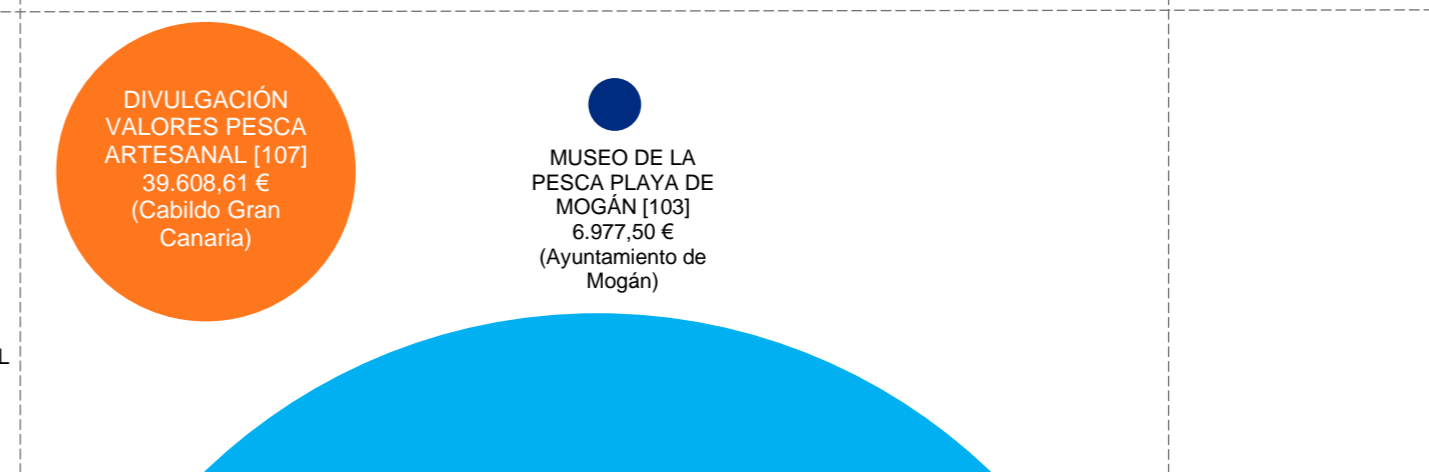 DIVULGACIÓN
VALORES PESCA
ARTESANAL [107]
39.608,61 €
(Cabildo Gran
Canaria)
MUSEO DE LA
PESCA PLAYA DE
MOGÁN [103]
6.977,50 €
(Ayuntamiento de
Mogán)
L